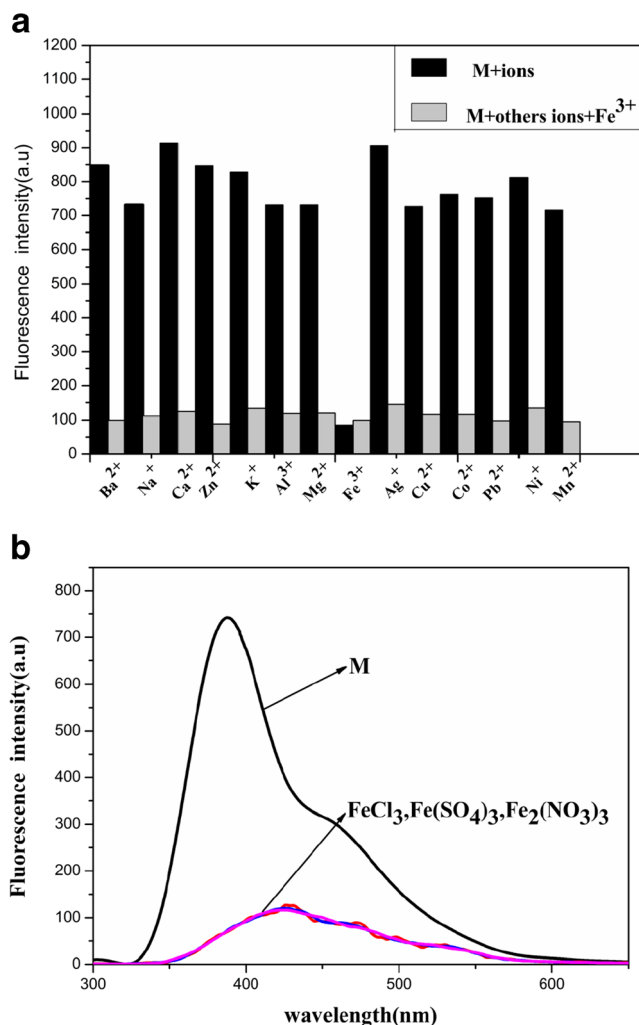 a
1200
1100
1000
900
800
700
600
500
400
300
200
100
0
Fluorescence intensity(a.u)
M+ions
M+others ions+Fe³⁺
Ba²⁺ Na⁺ Ca²⁺ Zn²⁺ K⁺ Al³⁺ Mg²⁺ Fe³⁺ Ag⁺ Cu²⁺ Co²⁺ Pb²⁺ Ni⁺ Mn²⁺
b
800
700
600
500
400
300
200
100
0
Fluorescence intensity(a.u)
M
FeCl₃,Fe(SO₄)₃,Fe₂(NO₃)₃
300 400 500 600
wavelength(nm)